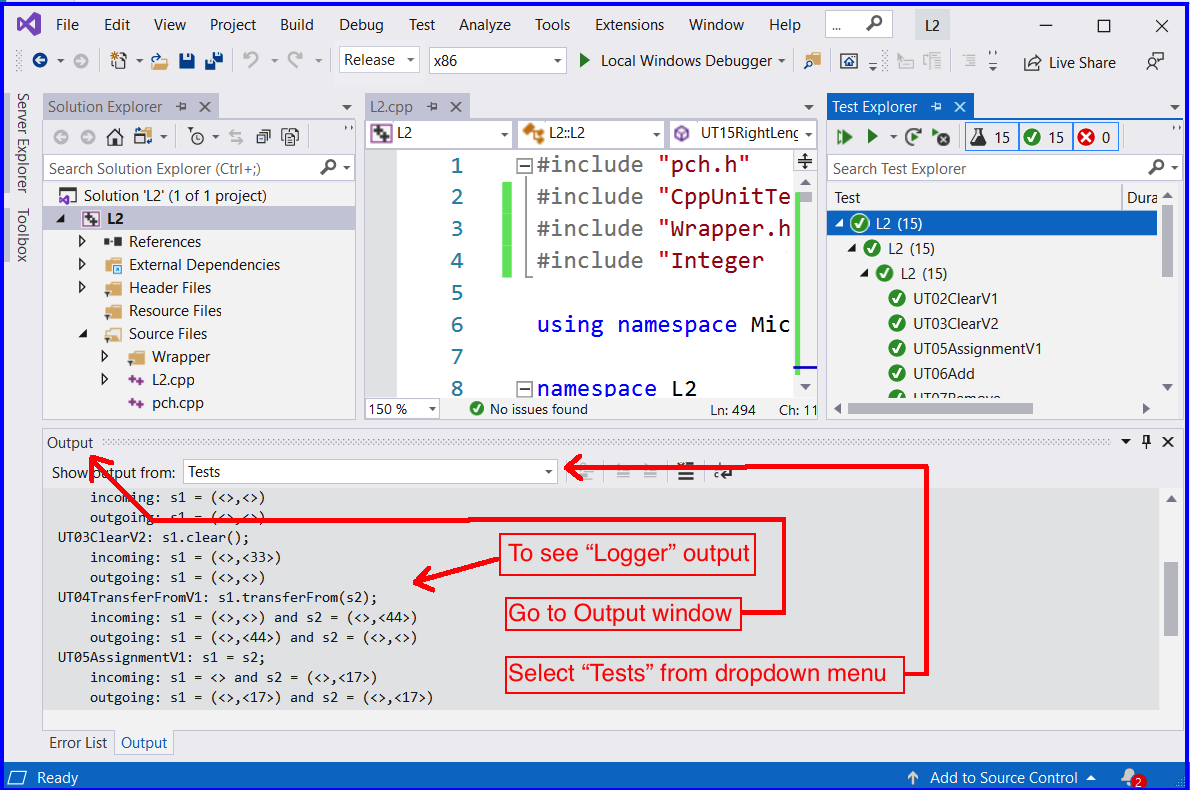 File Edit View Project Build Debug Test Analyze Tools Extensions Window Help ... L2
Release x86 Local Windows Debugger Live Share
Server Explorer
Toolbox
Solution Explorer
Search Solution Explorer (Ctrl+;)
Solution 'L2' (1 of 1 project)
L2
References
External Dependencies
Header Files
Resource Files
Source Files
Wrapper
L2.cpp
pch.cpp
L2.cpp
L2 L2::L2 UT15RightLeng
1 #include "pch.h"
2 #include "CppUnitTe
3 #include "Wrapper.h
4 #include "Integer
5
6 using namespace Mic
7
8 namespace L2
150 % No issues found Ln: 494 Ch: 11
Test Explorer
15 15 0
Search Test Explorer
Test Dura
L2 (15)
L2 (15)
L2 (15)
UT02ClearV1
UT03ClearV2
UT05AssignmentV1
UT06Add
UT07Remove
Output
Show output from: Tests
incoming: s1 = (<>,<>)
outgoing: s1 = (<>,<>)
UT03ClearV2: s1.clear();
incoming: s1 = (<>,<33>)
outgoing: s1 = (<>,<>)
UT04TransferFromV1: s1.transferFrom(s2);
incoming: s1 = (<>,<>) and s2 = (<>,<44>)
outgoing: s1 = (<>,<44>) and s2 = (<>,<>)
UT05AssignmentV1: s1 = s2;
incoming: s1 = <> and s2 = (<>,<17>)
outgoing: s1 = (<>,<17>) and s2 = (<>,<17>)
To see “Logger” output
Go to Output window
Select “Tests” from dropdown menu
Error List Output
Ready Add to Source Control 2